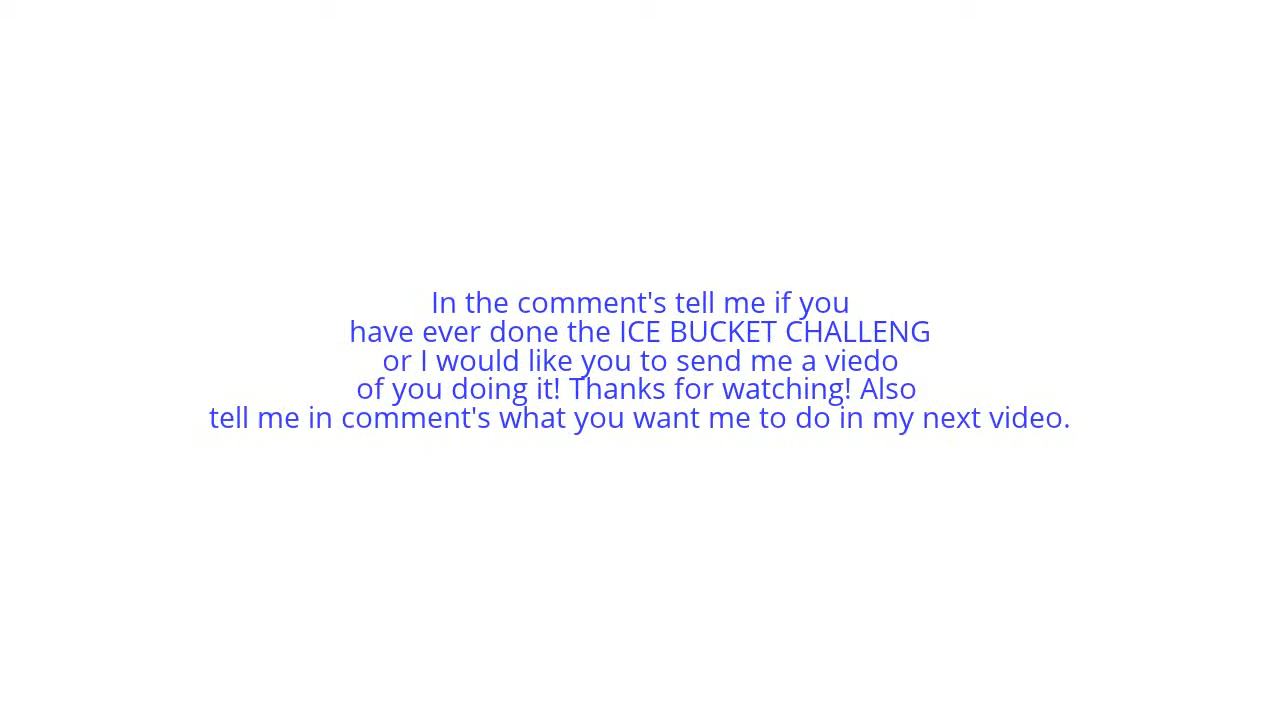 In the comment's tell me if you
have ever done the ICE BUCKET CHALLENG
or I would like you to send me a viedo
of you doing it! Thanks for watching! Also
tell me in comment's what you want me to do in my next video.